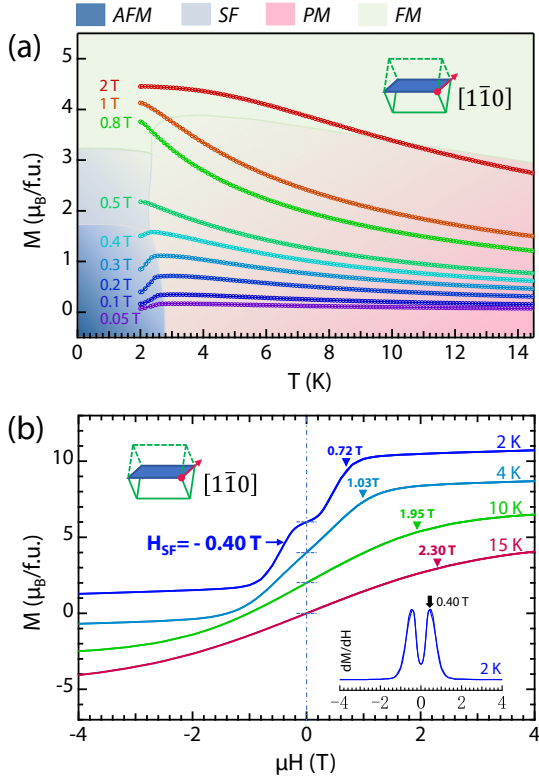 AFM SF PM FM
(a)
5
4
3
2
1
0
M (μB/f.u.)
2 T
1 T
0.8 T
0.5 T
0.4 T
0.3 T
0.2 T
0.1 T
0.05 T
[11̄0]
0 2 4 6 8 10 12 14
T (K)
(b)
10
5
0
-5
M (μB/f.u.)
[11̄0]
HSF= - 0.40 T
0.72 T
1.03T
1.95 T
2.30 T
2 K
4 K
10 K
15 K
dM/dH
0.40 T
2 K
-4 -2 0 2 4
-4 -2 0 2 4
μH (T)